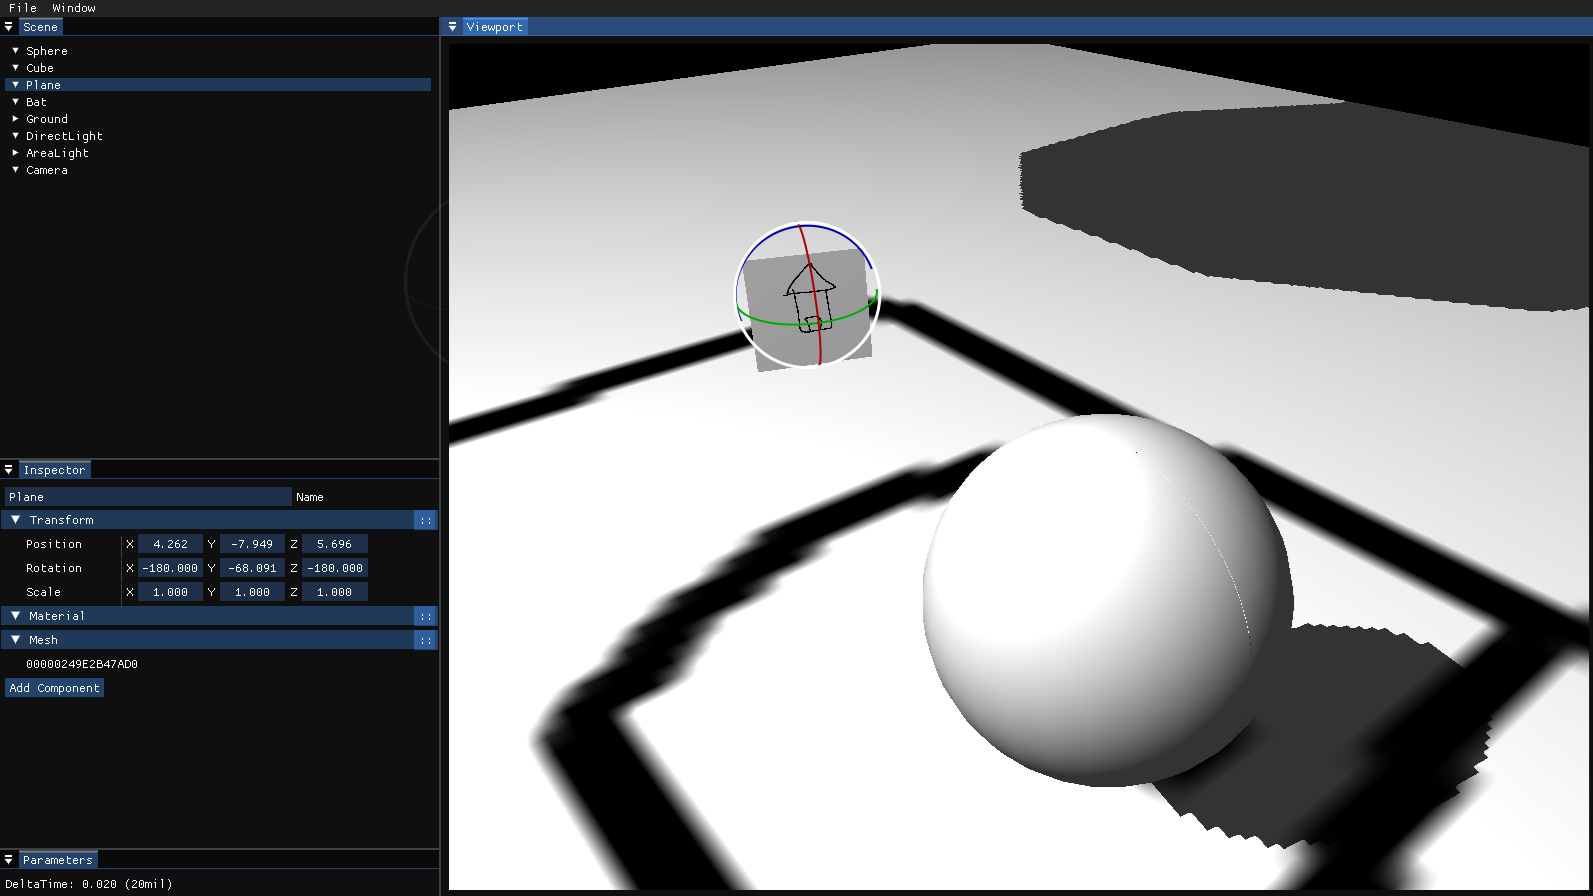 File Window
Scene
Sphere
Cube
Plane
Bat
Ground
DirectLight
AreaLight
Camera
Viewport
Inspector
Plane Name
Transform
Position X 4.262 Y -7.949 Z 5.696
Rotation X -180.000 Y -68.091 Z -180.000
Scale X 1.000 Y 1.000 Z 1.000
Material
Mesh
00000249E2B47AD0
Add Component
Parameters
DeltaTime: 0.020 (20mil)